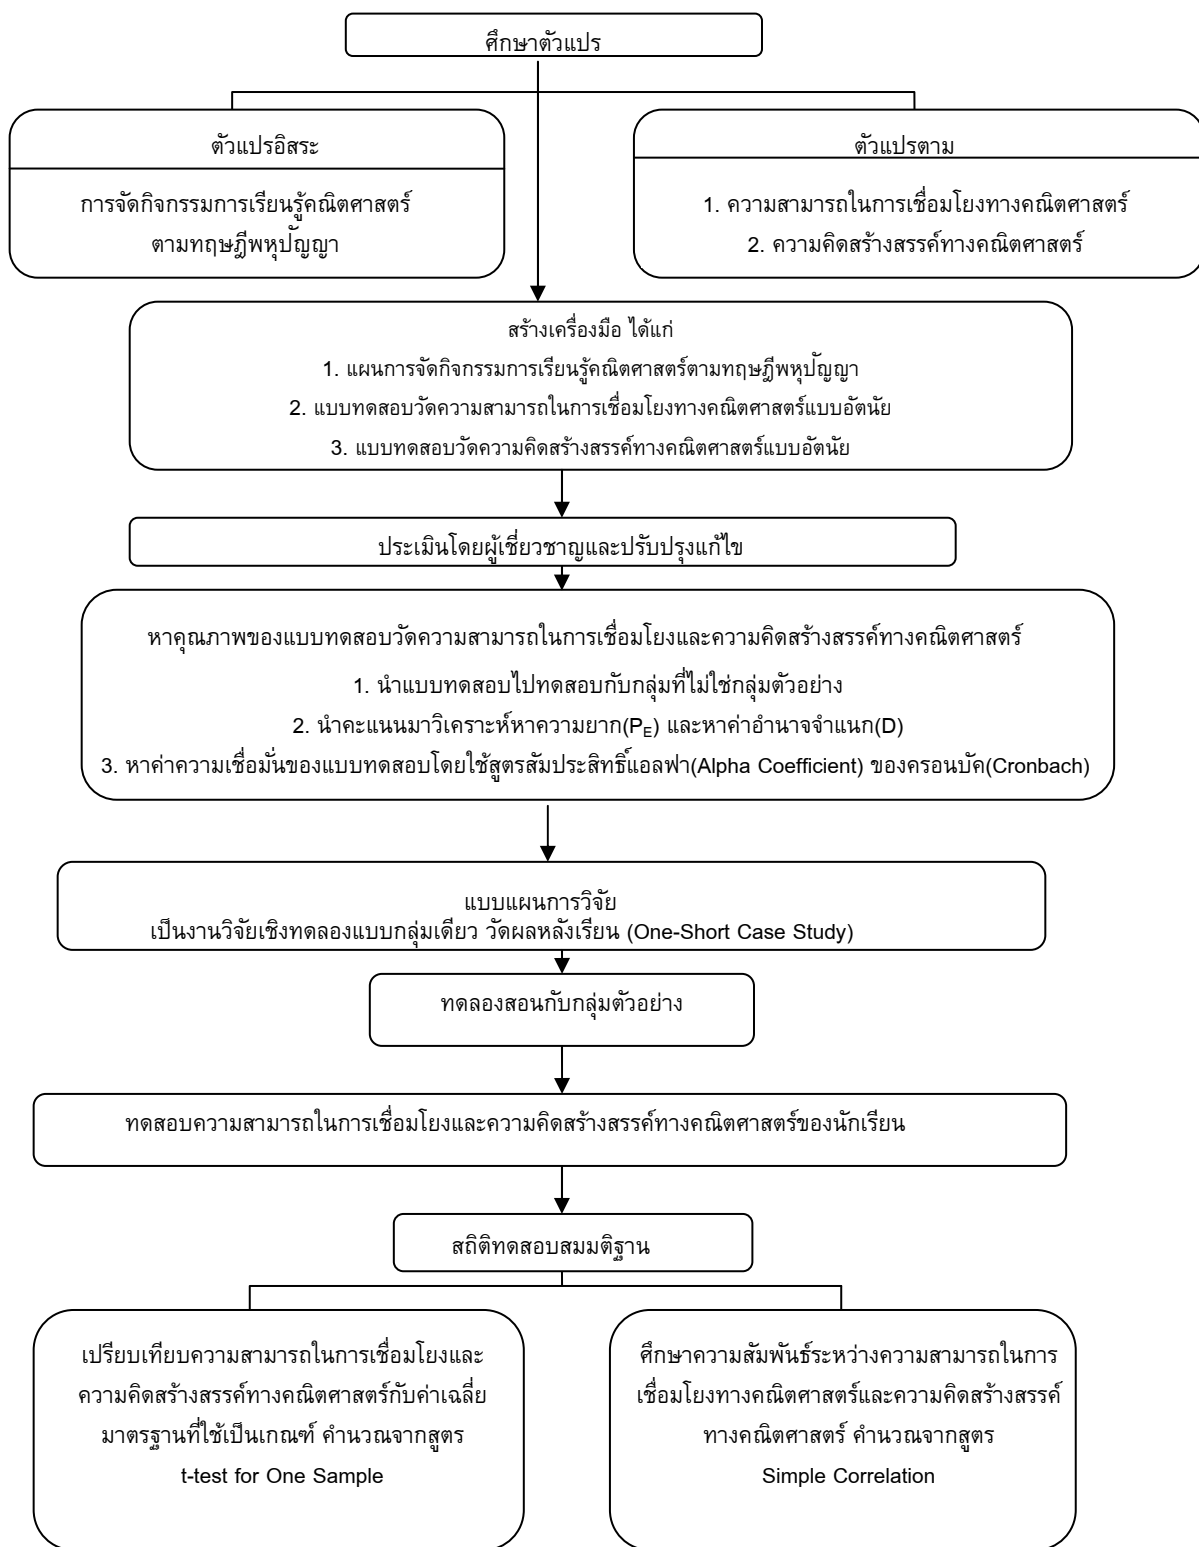 ศึกษาตัวแปร
ตัวแปรอิสระ
การจัดกิจกรรมการเรียนรู้คณิตศาสตร์
ตามทฤษฎีพหุปัญญา
ตัวแปรตาม
1. ความสามารถในการเชื่อมโยงทางคณิตศาสตร์
2. ความคิดสร้างสรรค์ทางคณิตศาสตร์
สร้างเครื่องมือ ได้แก่
1. แผนการจัดกิจกรรมการเรียนรู้คณิตศาสตร์ตามทฤษฎีพหุปัญญา
2. แบบทดสอบวัดความสามารถในการเชื่อมโยงทางคณิตศาสตร์แบบอัตนัย
3. แบบทดสอบวัดความคิดสร้างสรรค์ทางคณิตศาสตร์แบบอัตนัย
ประเมินโดยผู้เชี่ยวชาญและปรับปรุงแก้ไข
หาคุณภาพของแบบทดสอบวัดความสามารถในการเชื่อมโยงและความคิดสร้างสรรค์ทางคณิตศาสตร์
1. นำแบบทดสอบไปทดสอบกับกลุ่มที่ไม่ใช่กลุ่มตัวอย่าง
2. นำคะแนนมาวิเคราะห์หาความยาก(P_E) และหาค่าอำนาจจำแนก(D)
3. หาค่าความเชื่อมั่นของแบบทดสอบโดยใช้สูตรสัมประสิทธิ์แอลฟา(Alpha Coefficient) ของครอนบัค(Cronbach)
แบบแผนการวิจัย
เป็นงานวิจัยเชิงทดลองแบบกลุ่มเดียว วัดผลหลังเรียน (One-Short Case Study)
ทดลองสอนกับกลุ่มตัวอย่าง
ทดสอบความสามารถในการเชื่อมโยงและความคิดสร้างสรรค์ทางคณิตศาสตร์ของนักเรียน
สถิติทดสอบสมมติฐาน
เปรียบเทียบความสามารถในการเชื่อมโยงและ
ความคิดสร้างสรรค์ทางคณิตศาสตร์กับค่าเฉลี่ย
มาตรฐานที่ใช้เป็นเกณฑ์ คำนวณจากสูตร
t-test for One Sample
ศึกษาความสัมพันธ์ระหว่างความสามารถในการ
เชื่อมโยงทางคณิตศาสตร์และความคิดสร้างสรรค์
ทางคณิตศาสตร์ คำนวณจากสูตร
Simple Correlation